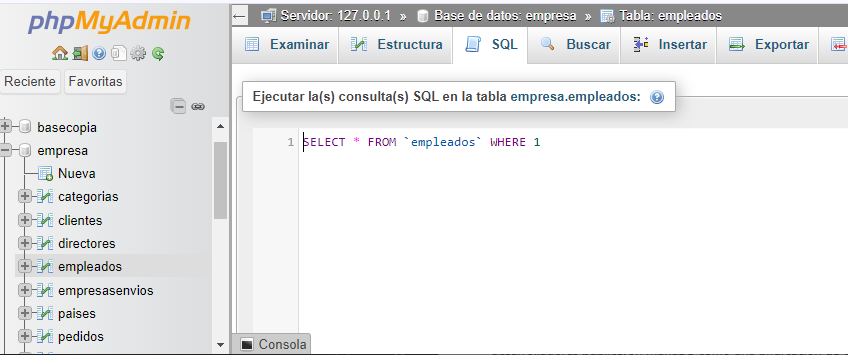 phpMyAdmin
Reciente Favoritas
basecopia
empresa
Nueva
categorias
clientes
directores
empleados
empresasenvios
paises
pedidos
Servidor: 127.0.0.1 » Base de datos: empresa » Tabla: empleados
Examinar Estructura SQL Buscar Insertar Exportar
Ejecutar la(s) consulta(s) SQL en la tabla empresa.empleados:
1 SELECT * FROM `empleados` WHERE 1
Consola